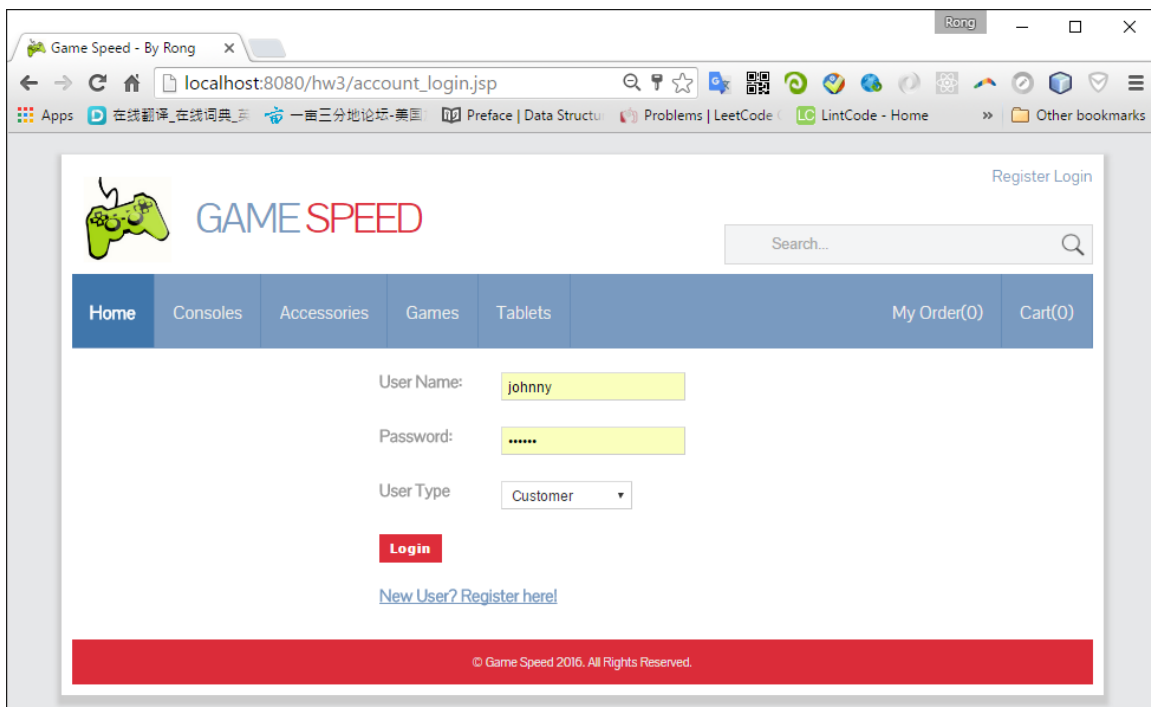 Rong
Game Speed - By Rong
localhost:8080/hw3/account_login.jsp
Apps
在线翻译_在线词典_英
一亩三分地论坛-美国
Preface | Data Structu
Problems | LeetCode
LC LintCode - Home
»
Other bookmarks
Register Login
GAME SPEED
Search...
Home Consoles Accessories Games Tablets My Order(0) Cart(0)
User Name: johnny
Password: ••••••
User Type Customer
Login
New User? Register here!
© Game Speed 2016. All Rights Reserved.